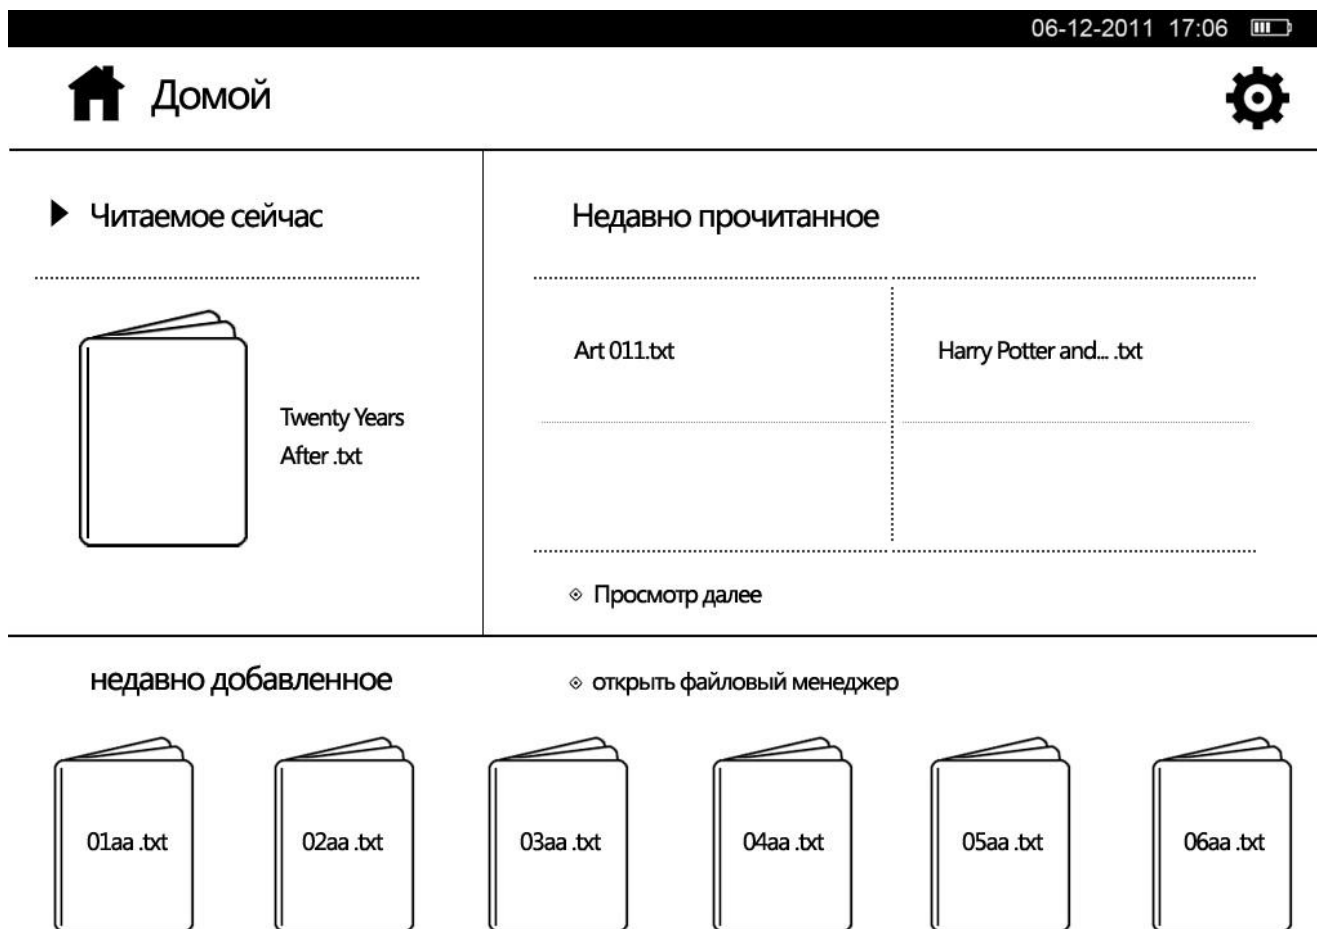 06-12-2011 17:06
Домой
Читаемое сейчас
Twenty Years
After .txt
Недавно прочитанное
Art 011.txt
Harry Potter and... .txt
Просмотр далее
недавно добавленное
открыть файловый менеджер
01aa .txt
02aa .txt
03aa .txt
04aa .txt
05aa .txt
06aa .txt